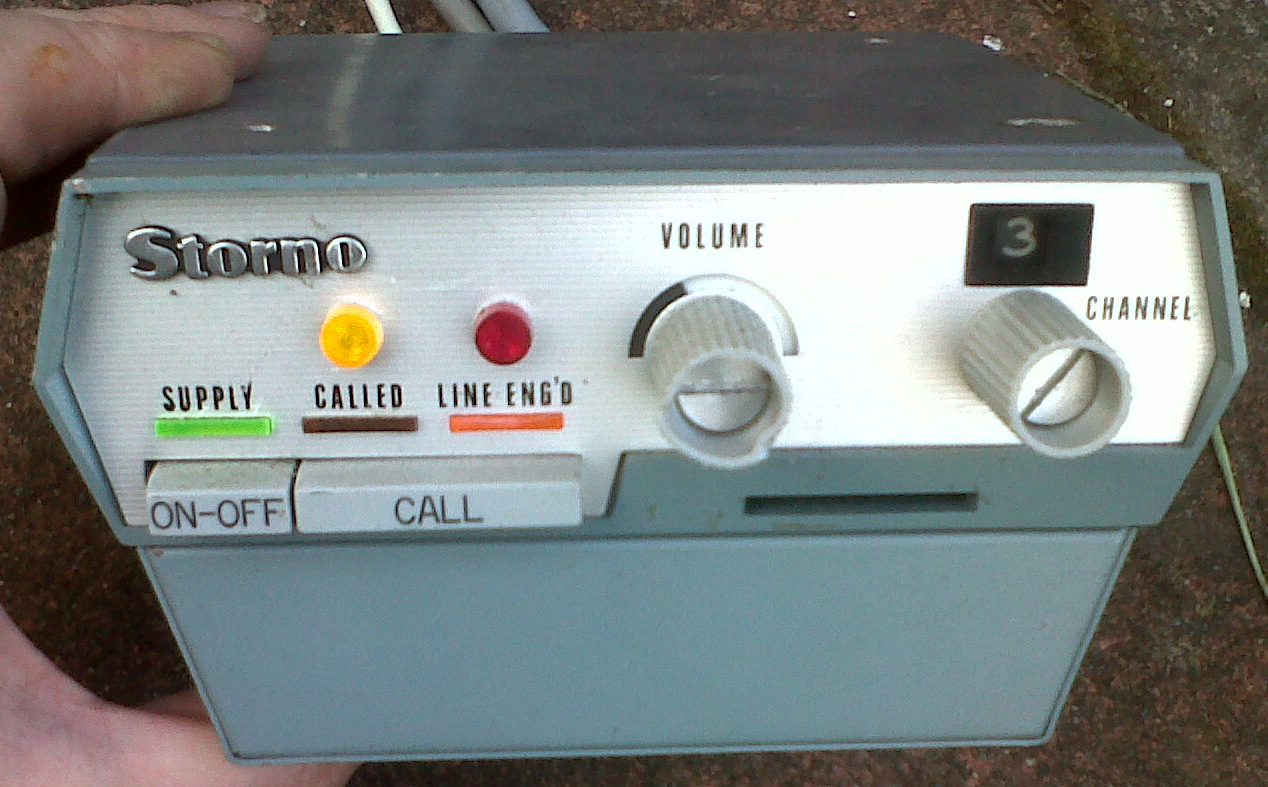 Storno
VOLUME
3
CHANNEL
SUPPLY CALLED LINE ENG'D
ON-OFF CALL